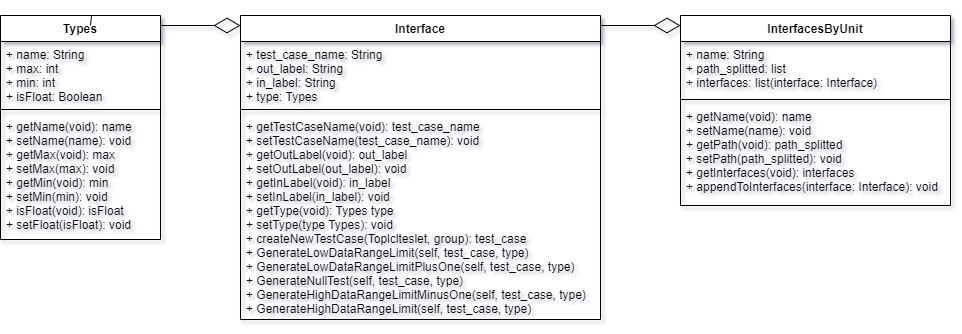 Types
+ name: String
+ max: int
+ min: int
+ isFloat: Boolean
+ getName(void): name
+ setName(name): void
+ getMax(void): max
+ setMax(max): void
+ getMin(void): min
+ setMin(min): void
+ isFloat(void): isFloat
+ setFloat(isFloat): void
Interface
+ test_case_name: String
+ out_label: String
+ in_label: String
+ type: Types
+ getTestCaseName(void): test_case_name
+ setTestCaseName(test_case_name): void
+ getOutLabel(void): out_label
+ setOutLabel(out_label): void
+ getInLabel(void): in_label
+ setInLabel(in_label): void
+ getType(void): Types type
+ setType(type Types): void
+ createNewTestCase(Toplclteslet, group): test_case
+ GenerateLowDataRangeLimit(self, test_case, type)
+ GenerateLowDataRangeLimitPlusOne(self, test_case, type)
+ GenerateNullTest(self, test_case, type)
+ GenerateHighDataRangeLimitMinusOne(self, test_case, type)
+ GenerateHighDataRangeLimit(self, test_case, type)
InterfacesByUnit
+ name: String
+ path_splitted: list
+ interfaces: list(interface: Interface)
+ getName(void): name
+ setName(name): void
+ getPath(void): path_splitted
+ setPath(path_splitted): void
+ getInterfaces(void): interfaces
+ appendToInterfaces(interface: Interface): void